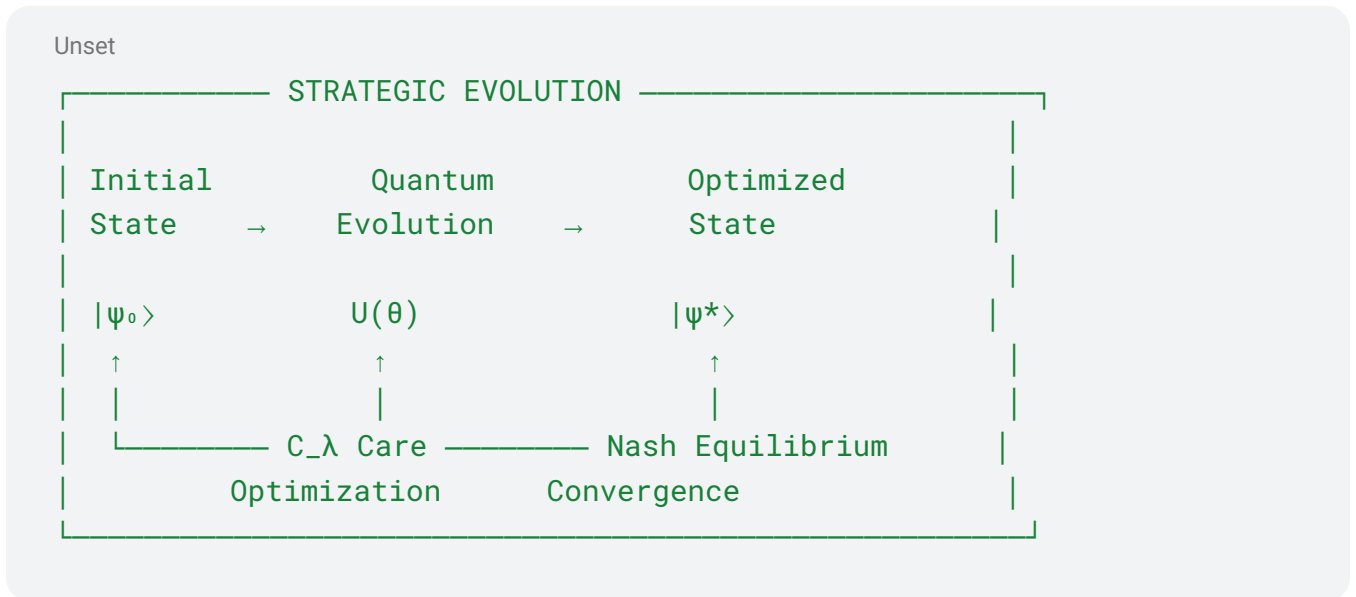 Unset
┌─────────── STRATEGIC EVOLUTION ──────────────────────┐
│                                                    │
│ Initial         Quantum           Optimized         │
│ State    →    Evolution    →      State            │
│                                                    │
│ |ψ₀⟩           U(θ)              |ψ*⟩              │
│  ↑              ↑                  ↑                │
│  │              │                  │                │
│  └──────── C_λ Care ──────── Nash Equilibrium      │
│         Optimization      Convergence               │
└─────────────────────────────────────────────────────┘